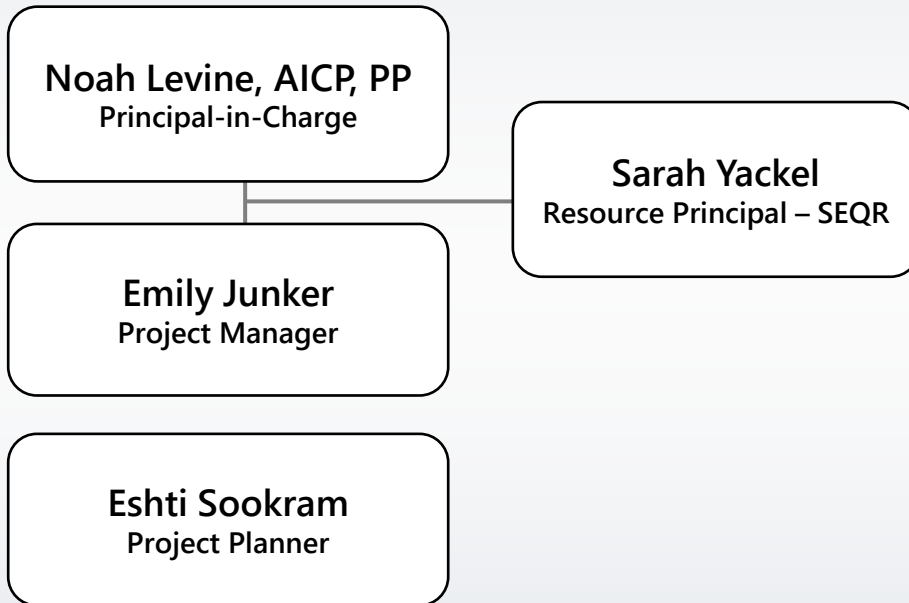 Noah Levine, AICP, PP
Principal-in-Charge
Sarah Yackel
Resource Principal – SEQR
Emily Junker
Project Manager
Eshti Sookram
Project Planner